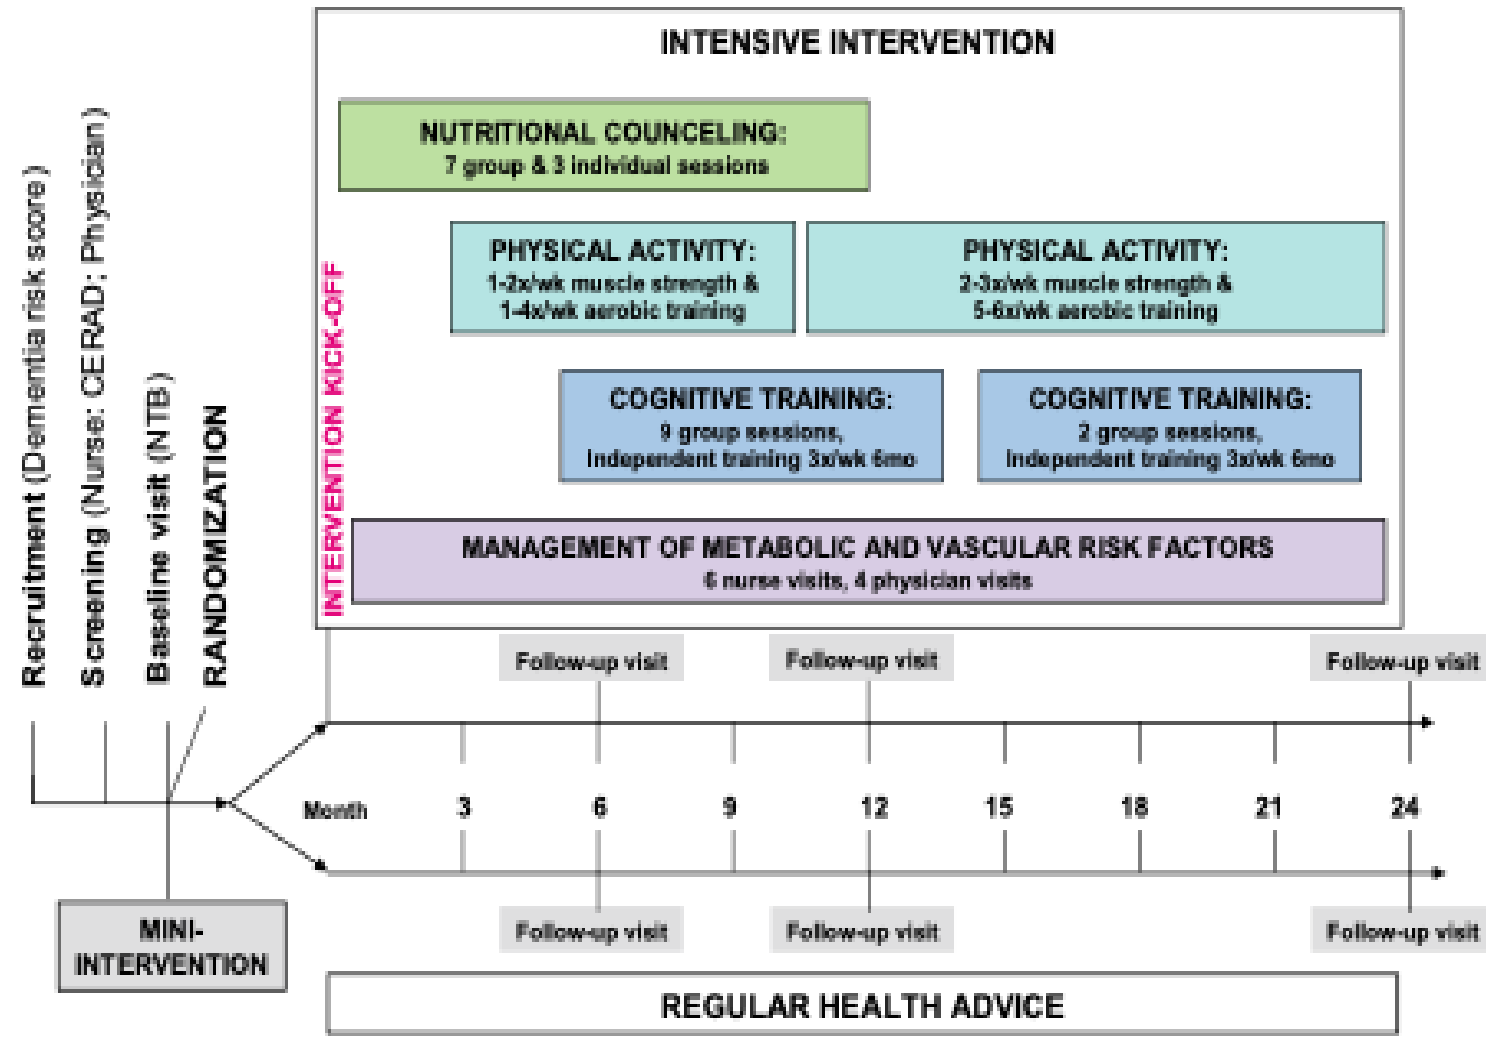 INTENSIVE INTERVENTION
NUTRITIONAL COUNCELING:
7 group & 3 individual sessions
PHYSICAL ACTIVITY:
1-2x/wk muscle strength &
1-4x/wk aerobic training
PHYSICAL ACTIVITY:
2-3x/wk muscle strength &
5-6x/wk aerobic training
COGNITIVE TRAINING:
9 group sessions,
Independent training 3x/wk 6mo
COGNITIVE TRAINING:
2 group sessions,
Independent training 3x/wk 6mo
MANAGEMENT OF METABOLIC AND VASCULAR RISK FACTORS
6 nurse visits, 4 physician visits
INTERVENTION KICK-OFF
Recruitment (Dementia risk score)
Screening (Nurse: CERAD; Physician)
Baseline visit (NTB)
RANDOMIZATION
Follow-up visit
Follow-up visit
Follow-up visit
Month 3 6 9 12 15 18 21 24
MINI-
INTERVENTION
Follow-up visit
Follow-up visit
Follow-up visit
REGULAR HEALTH ADVICE